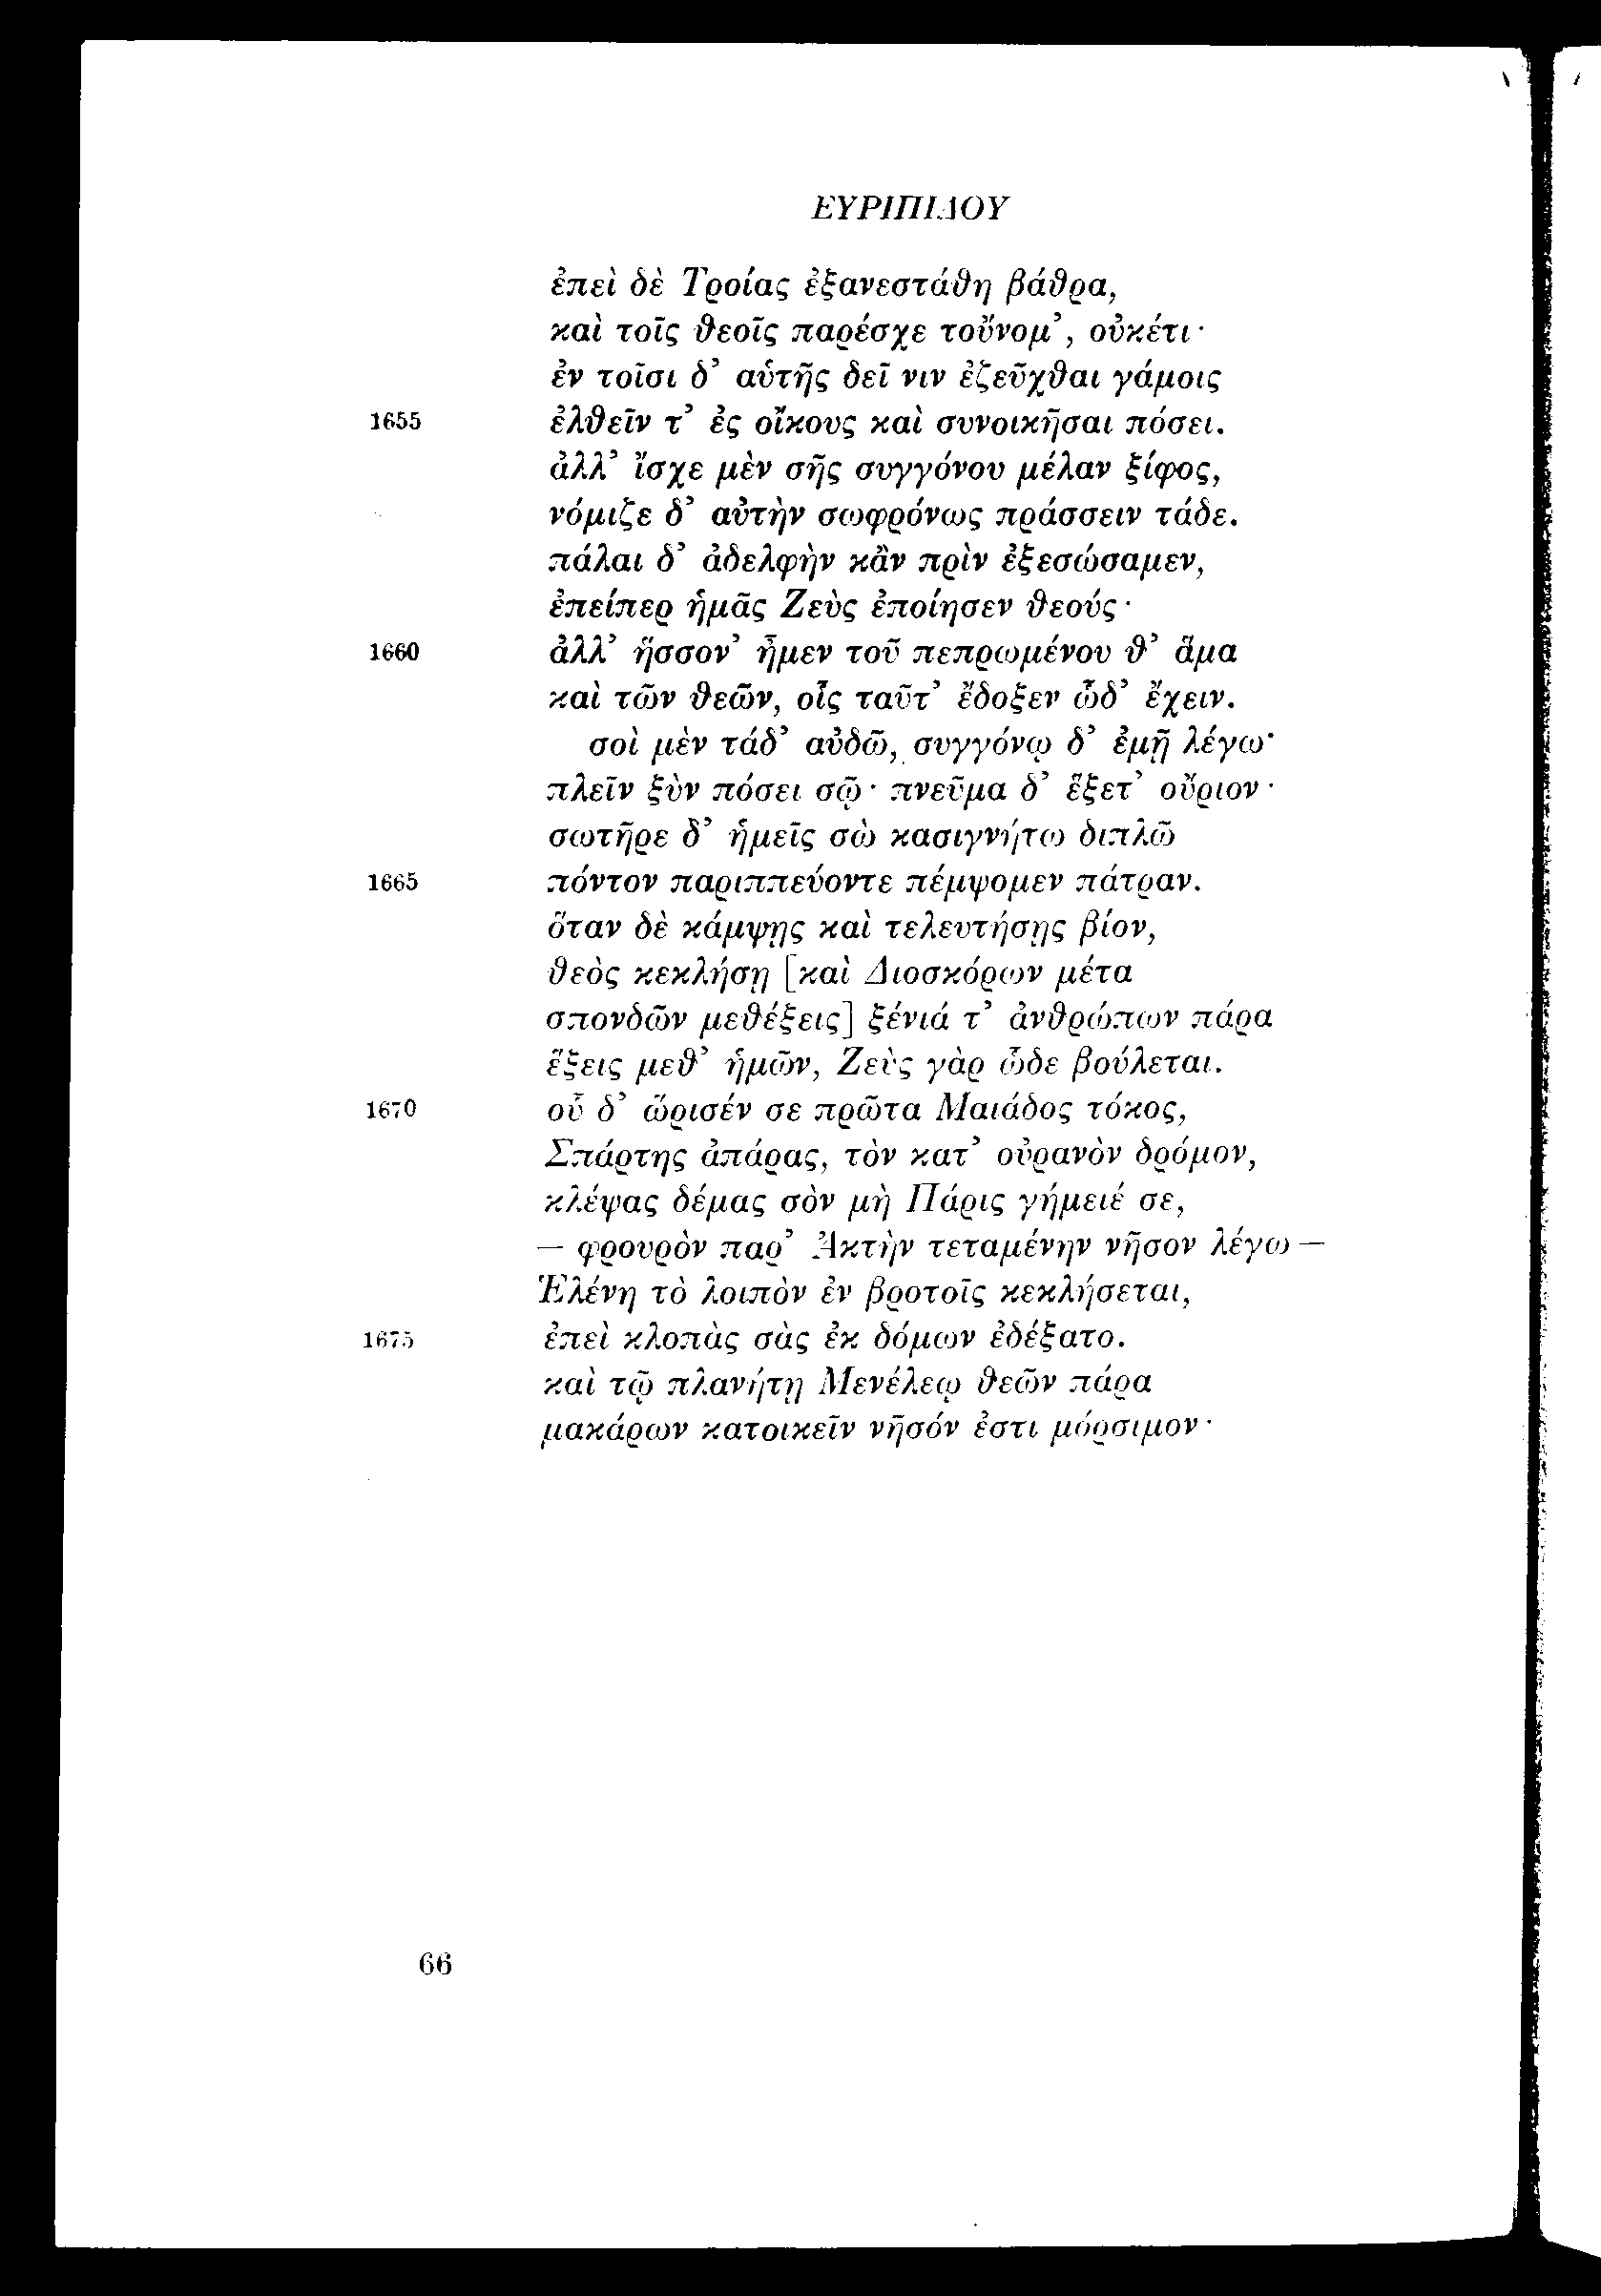 ΕΥΡΙΠΙΔΟΥ
ἐπεὶ δὲ Τροίας ἐξανεστάθη βάθρα,
καὶ τοῖς θεοῖς παρέσχε τοὔνομ’, οὐκέτι·
ἐν τοῖσι δ’ αὑτῆς δεῖ νιν ἐζεῦχθαι γάμοις
1655 ἐλθεῖν τ’ ἐς οἴκους καὶ συνοικῆσαι πόσει.
ἀλλ’ ἴσχε μὲν σῆς συγγόνου μέλαν ξίφος,
νόμιζε δ’ αὐτὴν σωφρόνως πράσσειν τάδε.
πάλαι δ’ ἀδελφὴν κἂν πρὶν ἐξεσώσαμεν,
ἐπείπερ ἡμᾶς Ζεὺς ἐποίησεν θεούς·
1660 ἀλλ’ ἥσσον’ ἦμεν τοῦ πεπρωμένου θ’ ἅμα
καὶ τῶν θεῶν, οἷς ταῦτ’ ἔδοξεν ὧδ’ ἔχειν.
σοὶ μὲν τάδ’ αὐδῶ, συγγόνῳ δ’ ἐμῇ λέγω·
πλεῖν ξὺν πόσει σῷ· πνεῦμα δ’ ἕξετ’ οὔριον·
σωτῆρε δ’ ἡμεῖς σὼ κασιγνήτω διπλῶ
1665 πόντον παριππεύοντε πέμψομεν πάτραν.
ὅταν δὲ κάμψῃς καὶ τελευτήσῃς βίον,
θεὸς κεκλήσῃ [καὶ Διοσκόρων μέτα
σπονδῶν μεθέξεις] ξένιά τ’ ἀνθρώπων πάρα
ἕξεις μεθ’ ἡμῶν, Ζεὺς γὰρ ὧδε βούλεται.
1670 οὗ δ’ ὥρισέν σε πρῶτα Μαιάδος τόκος,
Σπάρτης ἀπάρας, τὸν κατ’ οὐρανὸν δρόμον,
κλέψας δέμας σὸν μὴ Πάρις γήμειέ σε,
— φρουρὸν παρ’ Ἀκτὴν τεταμένην νῆσον λέγω —
Ἑλένη τὸ λοιπὸν ἐν βροτοῖς κεκλήσεται,
1675 ἐπεὶ κλοπὰς σὰς ἐκ δόμων ἐδέξατο.
καὶ τῷ πλανήτῃ Μενέλεῳ θεῶν πάρα
μακάρων κατοικεῖν νῆσόν ἐστι μόρσιμον·
66